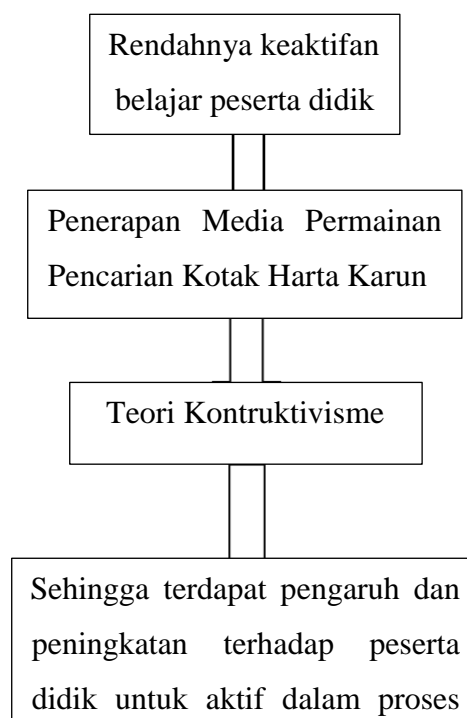 Rendahnya keaktifan
belajar peserta didik
Penerapan Media Permainan
Pencarian Kotak Harta Karun
Teori Kontruktivisme
Sehingga terdapat pengaruh dan
peningkatan terhadap peserta
didik untuk aktif dalam proses